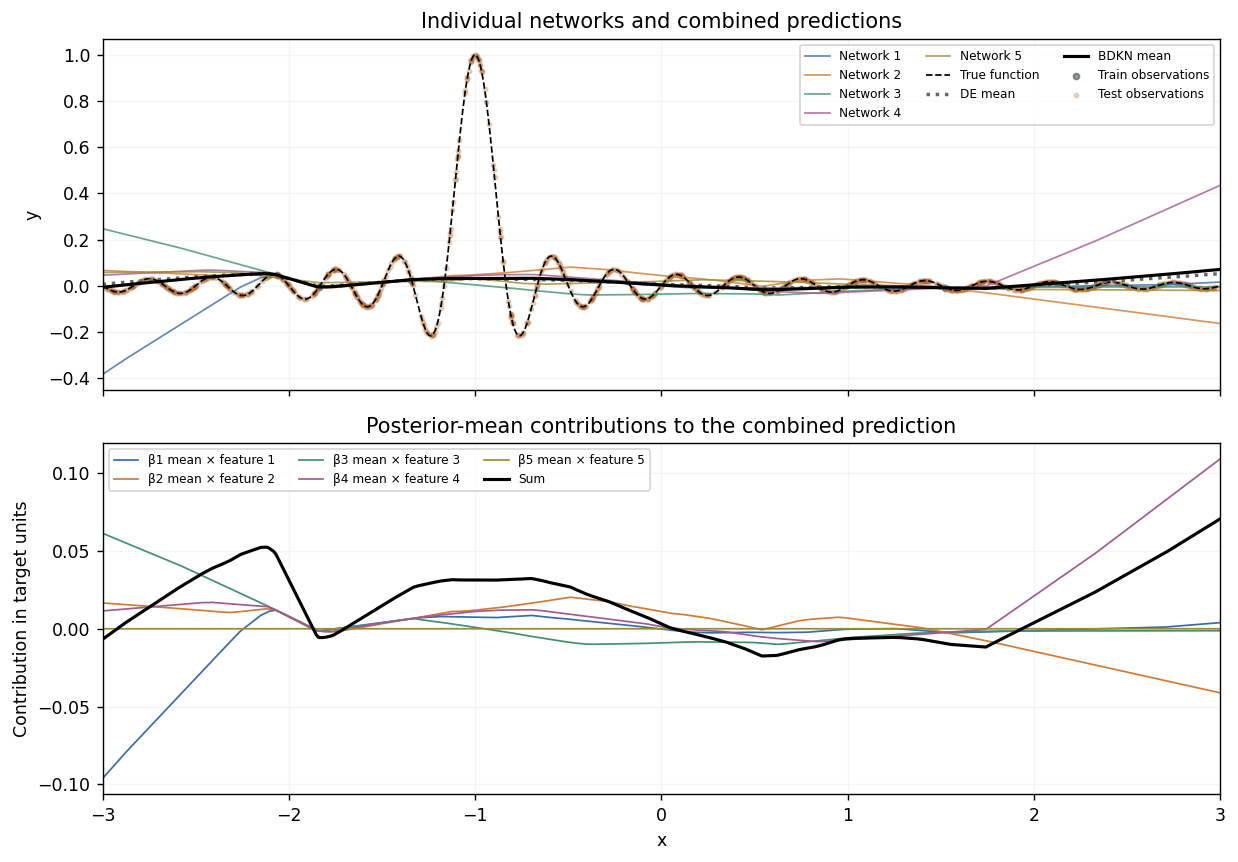 Individual networks and combined predictions
Network 1
Network 2
Network 3
Network 4
Network 5
True function
DE mean
BDKN mean
Train observations
Test observations
1.0
0.8
0.6
0.4
0.2
0.0
−0.2
−0.4
y
Posterior-mean contributions to the combined prediction
β1 mean × feature 1
β2 mean × feature 2
β3 mean × feature 3
β4 mean × feature 4
β5 mean × feature 5
Sum
0.10
0.05
0.00
−0.05
−0.10
Contribution in target units
−3
−2
−1
0
1
2
3
x